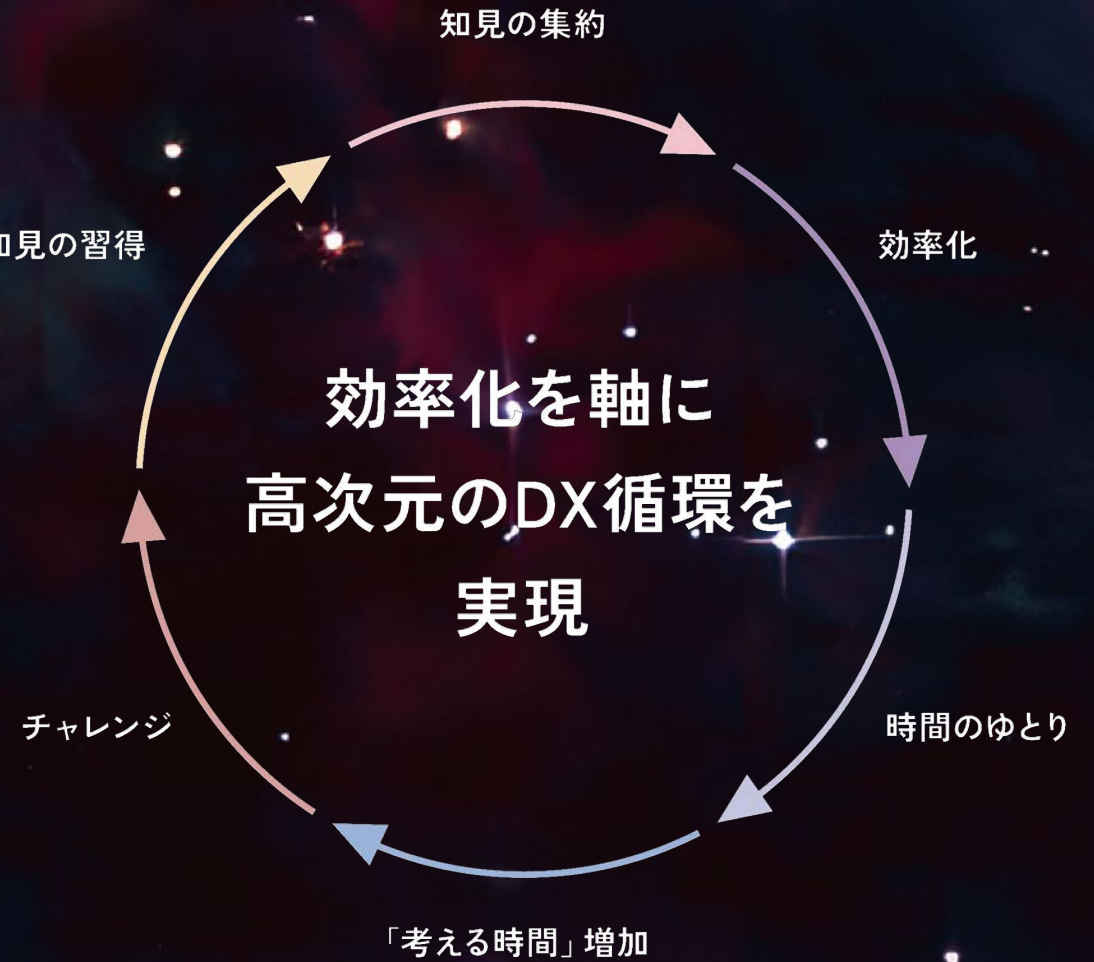 知見の集約
見の習得
効率化
効率化を軸に
高次元のDX循環を
実現
チャレンジ
時間のゆとり
「考える時間」増加